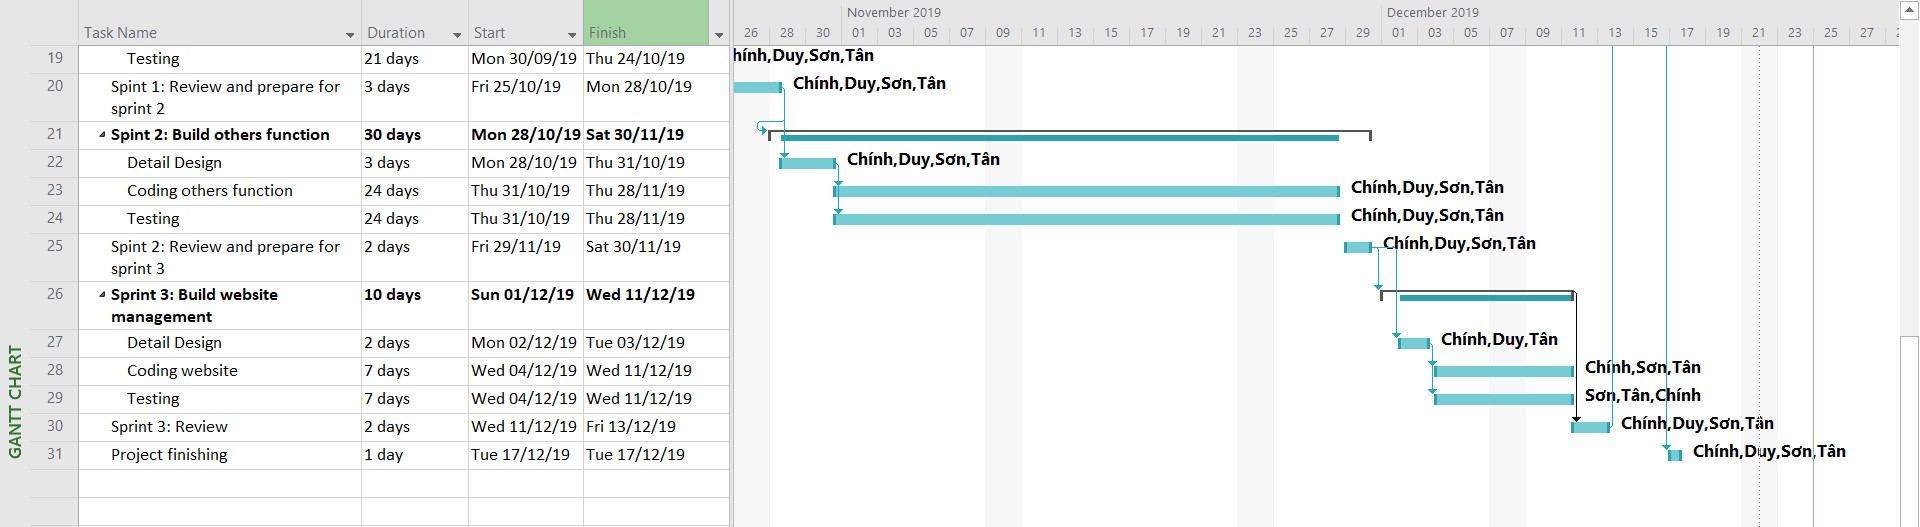 November 2019 December 2019
Task Name Duration Start Finish 26 28 30 01 03 05 07 09 11 13 15 17 19 21 23 25 27 29 01 03 05 07 09 11 13 15 17 19 21 23 25 27
19 Testing 21 days Mon 30/09/19 Thu 24/10/19 hính,Duy,Sơn,Tân
20 Spint 1: Review and prepare for 3 days Fri 25/10/19 Mon 28/10/19 Chính,Duy,Sơn,Tân
sprint 2
21 Spint 2: Build others function 30 days Mon 28/10/19 Sat 30/11/19
22 Detail Design 3 days Mon 28/10/19 Thu 31/10/19 Chính,Duy,Sơn,Tân
23 Coding others function 24 days Thu 31/10/19 Thu 28/11/19 Chính,Duy,Sơn,Tân
24 Testing 24 days Thu 31/10/19 Thu 28/11/19 Chính,Duy,Sơn,Tân
25 Spint 2: Review and prepare for 2 days Fri 29/11/19 Sat 30/11/19 Chính,Duy,Sơn,Tân
sprint 3
26 Sprint 3: Build website 10 days Sun 01/12/19 Wed 11/12/19
management
27 Detail Design 2 days Mon 02/12/19 Tue 03/12/19 Chính,Duy,Tân
28 Coding website 7 days Wed 04/12/19 Wed 11/12/19 Chính,Sơn,Tân
29 Testing 7 days Wed 04/12/19 Wed 11/12/19 Sơn,Tân,Chính
30 Sprint 3: Review 2 days Wed 11/12/19 Fri 13/12/19 Chính,Duy,Sơn,Tân
31 Project finishing 1 day Tue 17/12/19 Tue 17/12/19 Chính,Duy,Sơn,Tân
GANTT CHART